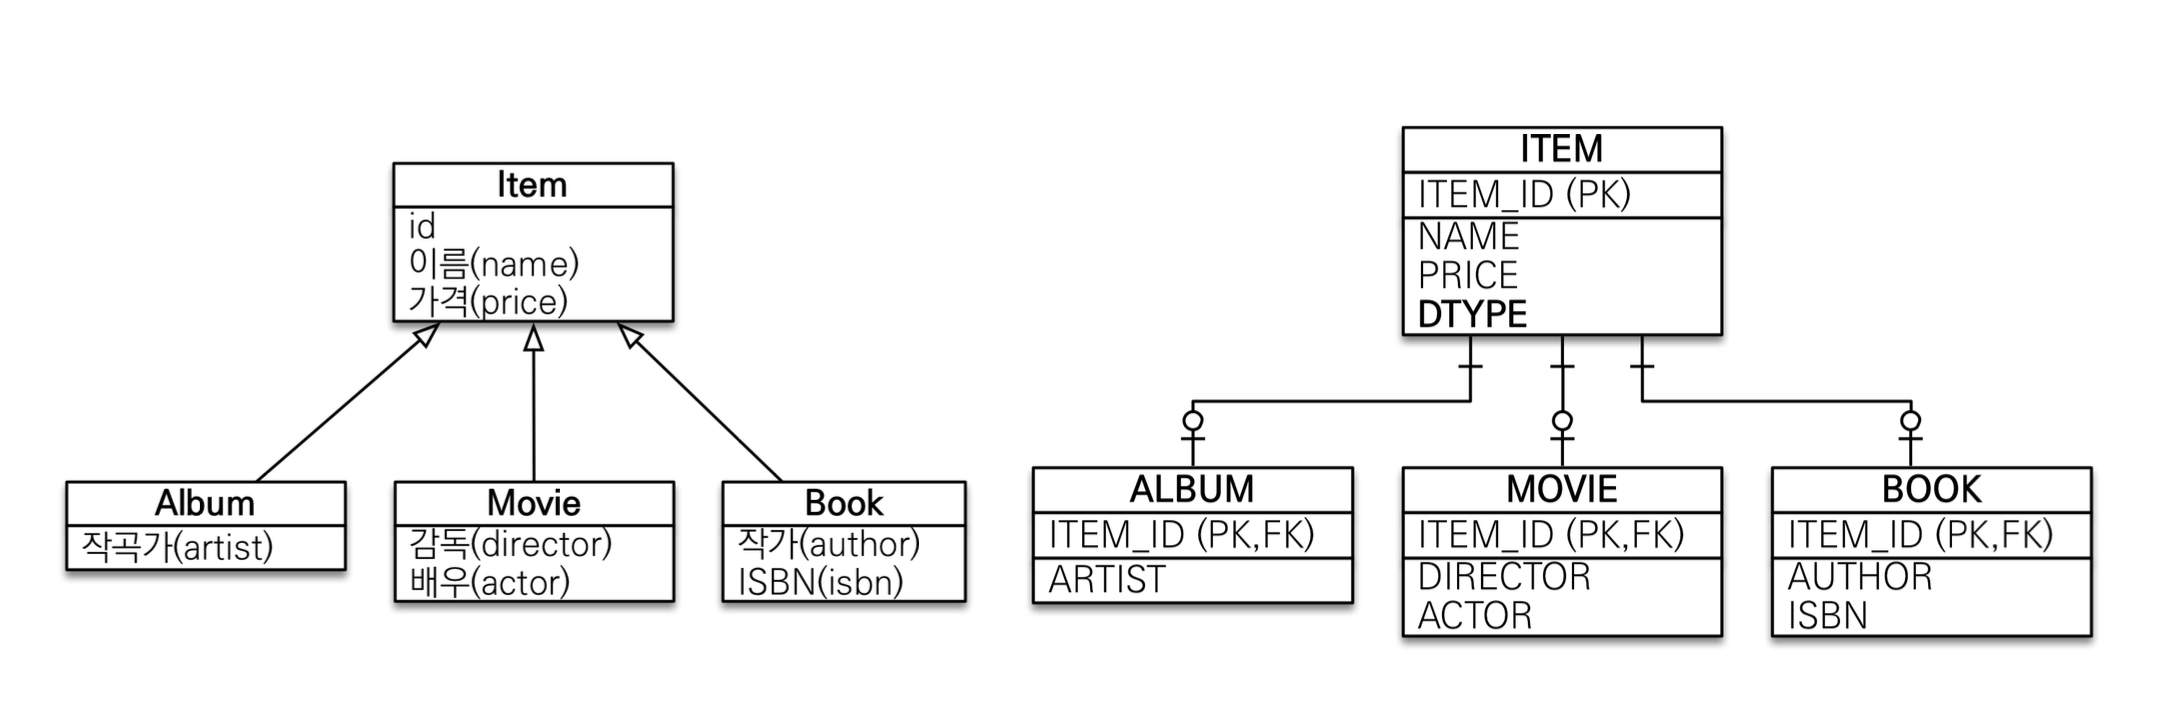 Item
id
이름(name)
가격(price)
Album
작곡가(artist)
Movie
감독(director)
배우(actor)
Book
작가(author)
ISBN(isbn)
ITEM
ITEM_ID (PK)
NAME
PRICE
DTYPE
ALBUM
ITEM_ID (PK,FK)
ARTIST
MOVIE
ITEM_ID (PK,FK)
DIRECTOR
ACTOR
BOOK
ITEM_ID (PK,FK)
AUTHOR
ISBN